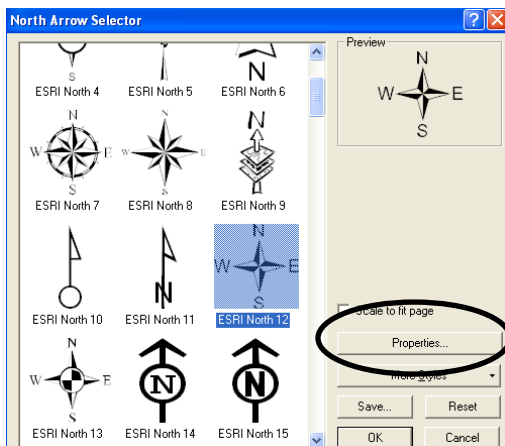 North Arrow Selector
Preview
S
N
ESRI North 4
ESRI North 5
ESRI North 6
N
W E
S
N
W E
S
N
W E
S
N
ESRI North 7
ESRI North 8
ESRI North 9
N
N
W E
S
ESRI North 10
ESRI North 11
ESRI North 12
Scale to fit page
Properties...
More Styles
N
W E
S
N
N
ESRI North 13
ESRI North 14
ESRI North 15
Save...
Reset
OK
Cancel